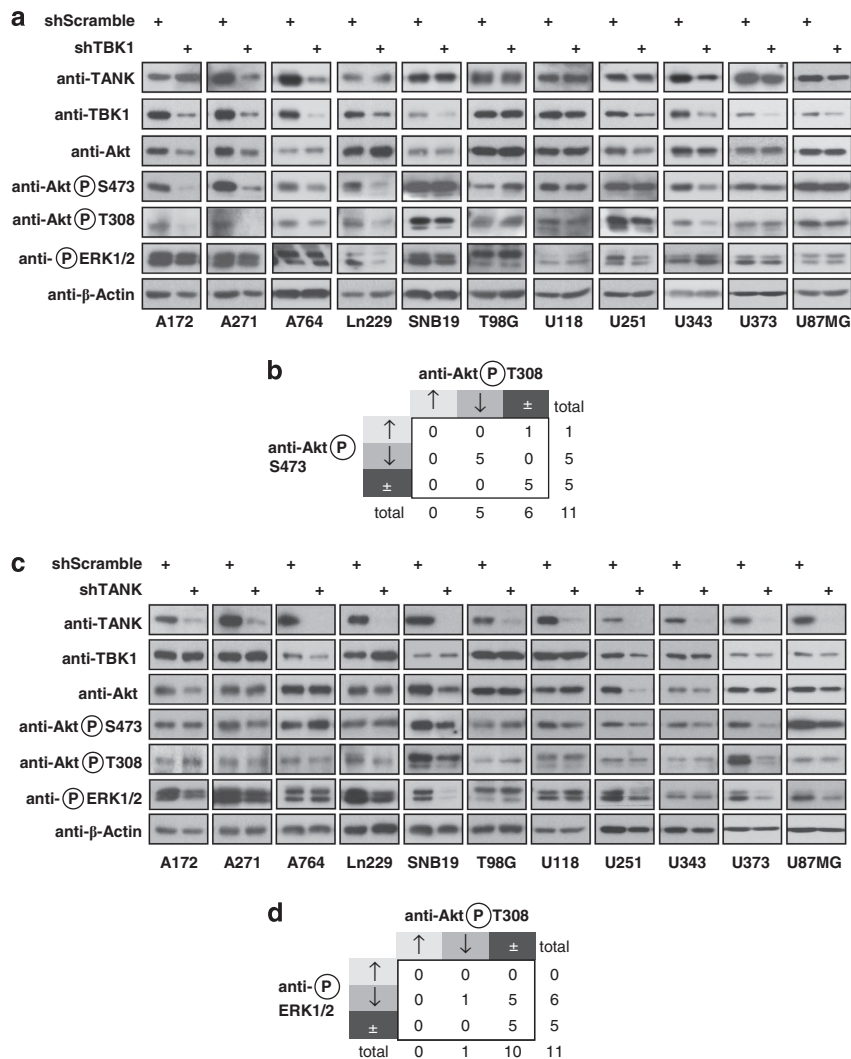 a
shScramble + + + + + + + + + + +
shTBK1 + + + + + + + + + + +
anti-TANK
anti-TBK1
anti-Akt
anti-Akt Ⓟ S473
anti-Akt Ⓟ T308
anti- Ⓟ ERK1/2
anti-β-Actin
A172 A271 A764 Ln229 SNB19 T98G U118 U251 U343 U373 U87MG
b
anti-Akt Ⓟ T308
↑ ↓ ± total
anti-Akt Ⓟ S473
↑ 0 0 1 1
↓ 0 5 0 5
± 0 0 5 5
total 0 5 6 11
c
shScramble + + + + + + + + + + +
shTANK + + + + + + + + + + +
anti-TANK
anti-TBK1
anti-Akt
anti-Akt Ⓟ S473
anti-Akt Ⓟ T308
anti- Ⓟ ERK1/2
anti-β-Actin
A172 A271 A764 Ln229 SNB19 T98G U118 U251 U343 U373 U87MG
d
anti-Akt Ⓟ T308
↑ ↓ ± total
anti- Ⓟ ERK1/2
↑ 0 0 0 0
↓ 0 1 5 6
± 0 0 5 5
total 0 1 10 11